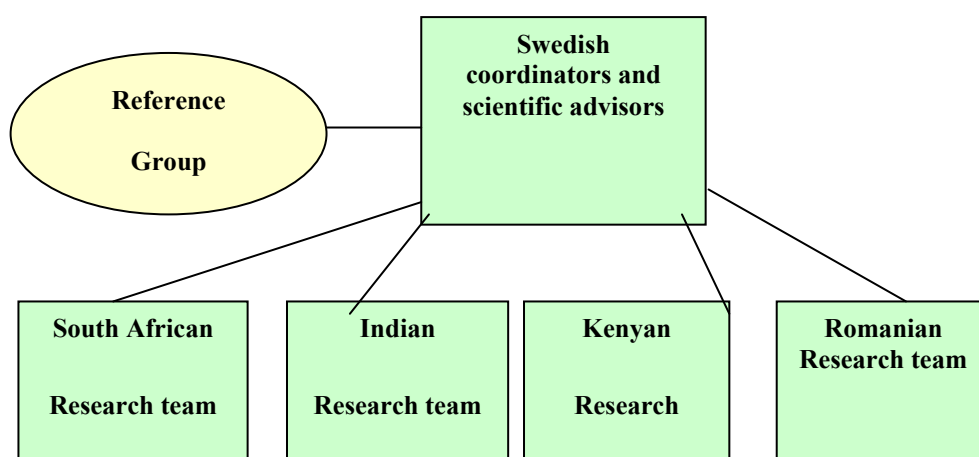 Swedish
coordinators and
scientific advisors
Reference
Group
South African
Research team
Indian
Research team
Kenyan
Research
Romanian
Research team